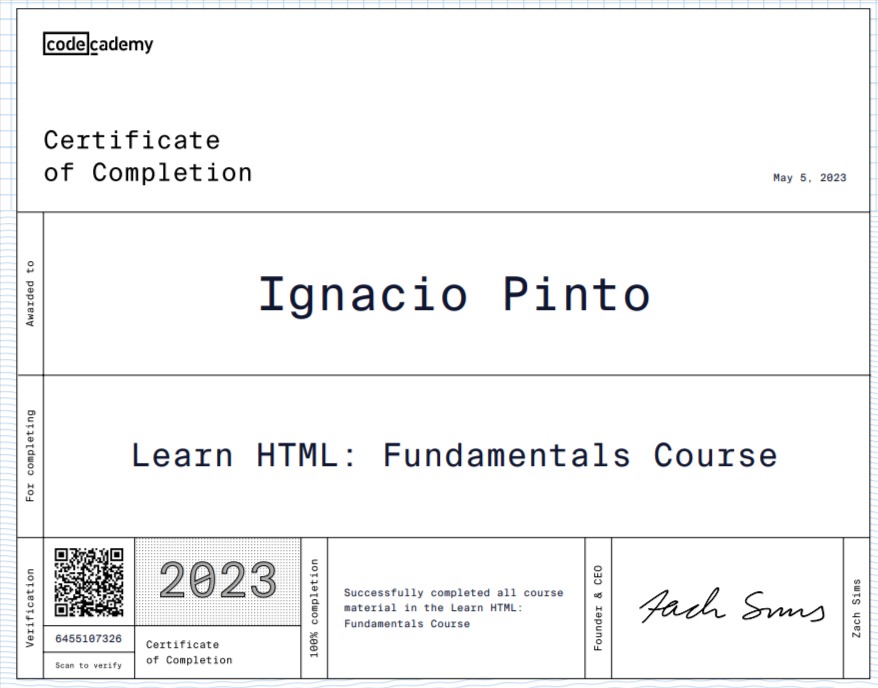 codecademy
Certificate
of Completion
May 5, 2023
Awarded to
Ignacio Pinto
For completing
Learn HTML: Fundamentals Course
Verification
6455107326
Scan to verify
2023
Certificate
of Completion
100% completion
Successfully completed all course
material in the Learn HTML:
Fundamentals Course
Founder & CEO
Zach Sims
Zach Sims